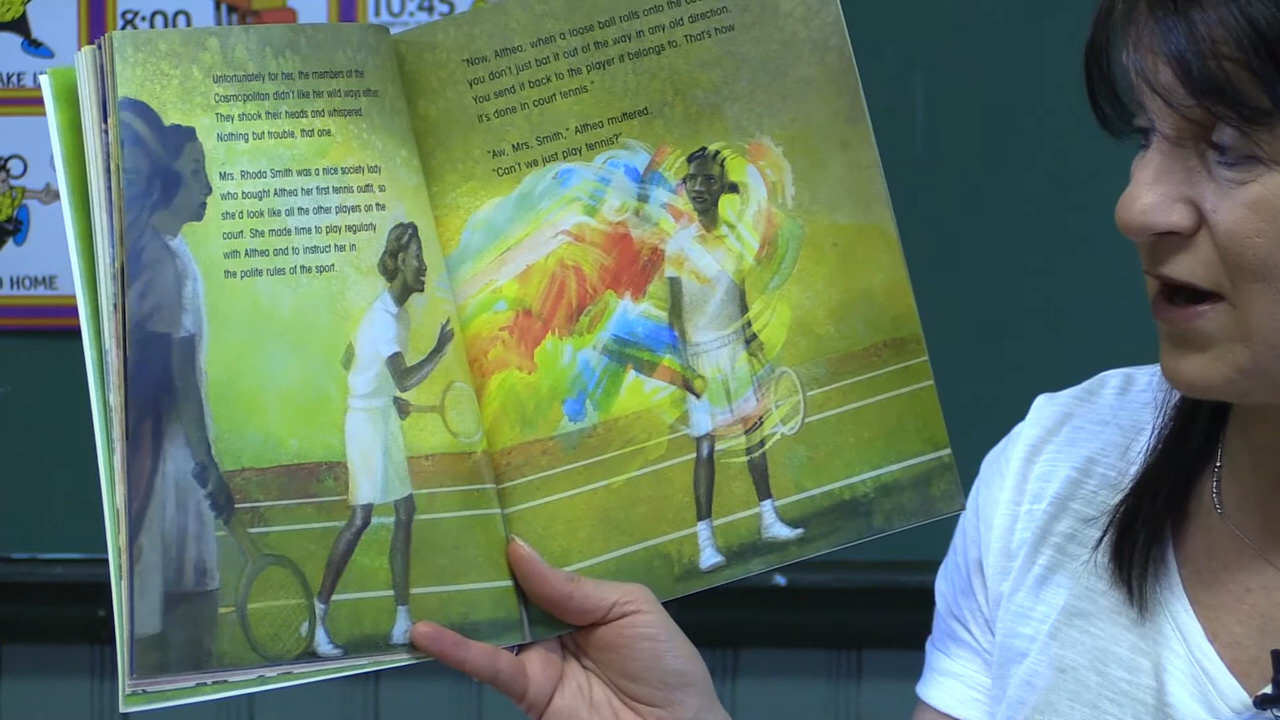 8:00
10:45
AKE
HOME
Unfortunately for her, the members of the
Cosmopolitan didn't like her wild ways either.
They shook their heads and whispered.
Nothing but trouble, that one.
Mrs. Rhoda Smith was a nice society lady
who bought Althea her first tennis outfit, so
she'd look like all the other players on the
court. She made time to play regularly
with Althea and to instruct her in
the polite rules of the sport.
"Now, Althea, when a loose ball rolls onto the
you don't just bat it out of the way in any old direction.
You send it back to the player it belongs to. That's how
it's done in court tennis."
"Aw, Mrs. Smith," Althea muttered.
"Can't we just play tennis?"